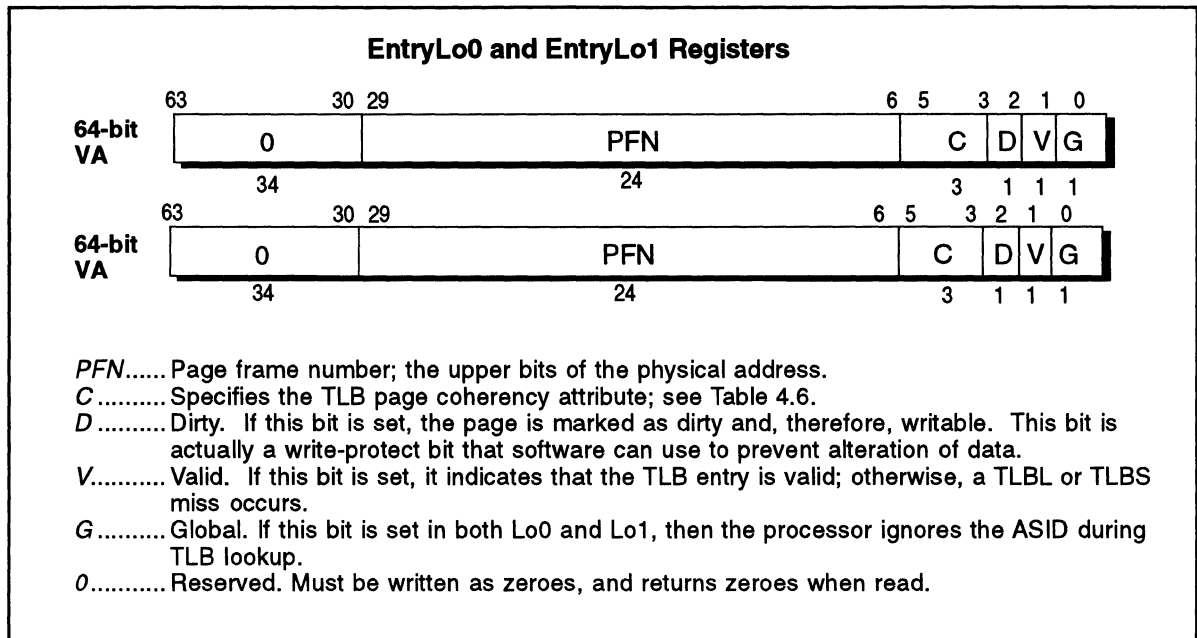 EntryLo0 and EntryLo1 Registers
63 30 29 6 5 3 2 1 0
64-bit VA 0 PFN C D V G
34 24 3 1 1 1
63 30 29 6 5 3 2 1 0
64-bit VA 0 PFN C D V G
34 24 3 1 1 1
PFN...... Page frame number; the upper bits of the physical address.
C .......... Specifies the TLB page coherency attribute; see Table 4.6.
D .......... Dirty. If this bit is set, the page is marked as dirty and, therefore, writable. This bit is
actually a write-protect bit that software can use to prevent alteration of data.
V........... Valid. If this bit is set, it indicates that the TLB entry is valid; otherwise, a TLBL or TLBS
miss occurs.
G .......... Global. If this bit is set in both Lo0 and Lo1, then the processor ignores the ASID during
TLB lookup.
0........... Reserved. Must be written as zeroes, and returns zeroes when read.